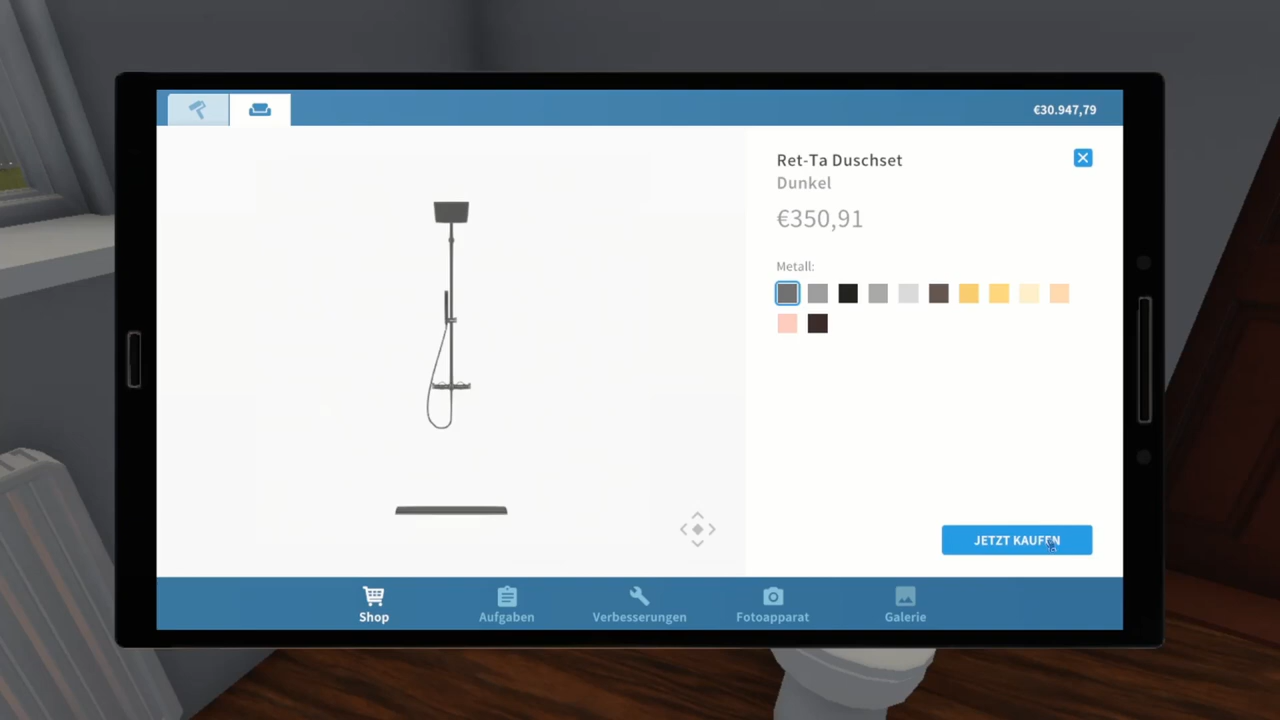 €30.947,79
Ret-Ta Duschset
Dunkel
€350,91
Metall:
JETZT KAUFEN
Shop
Aufgaben
Verbesserungen
Fotoapparat
Galerie